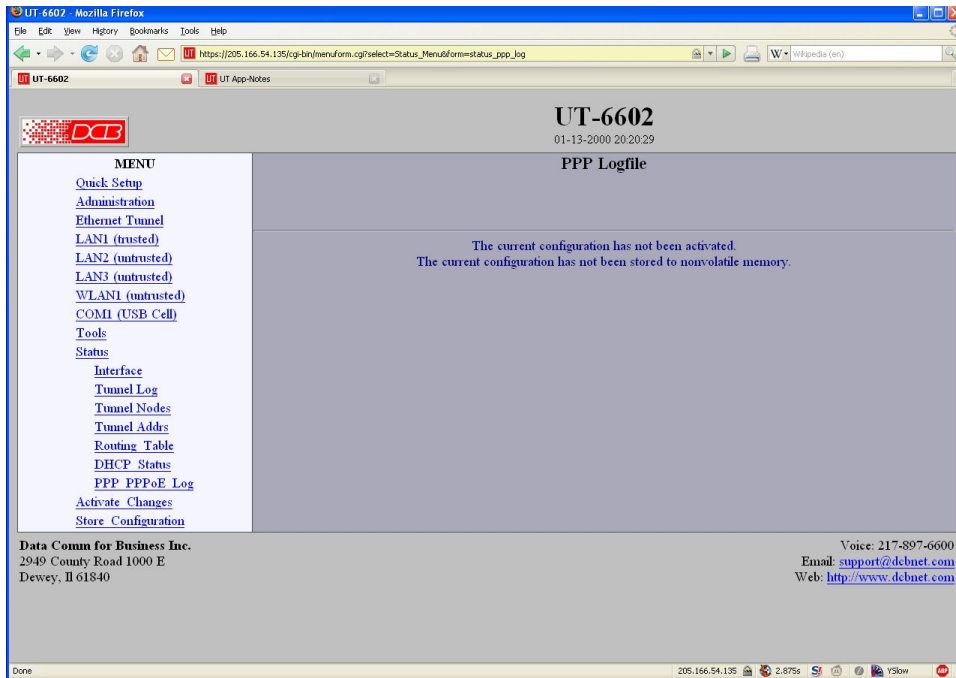 UT-6602 - Mozilla Firefox
File Edit View History Bookmarks Tools Help
https://205.166.54.135/cgi-bin/menuform.cgi?select=Status_Menu&form=status_ppp_log
W Wikipedia (en)
UT UT-6602
UT UT App-Notes
DCB
UT-6602
01-13-2000 20:20:29
MENU
Quick Setup
Administration
Ethernet Tunnel
LAN1 (trusted)
LAN2 (untrusted)
LAN3 (untrusted)
WLAN1 (untrusted)
COM1 (USB Cell)
Tools
Status
Interface
Tunnel Log
Tunnel Nodes
Tunnel Addrs
Routing Table
DHCP Status
PPP PPPoE Log
Activate Changes
Store Configuration
PPP Logfile
The current configuration has not been activated.
The current configuration has not been stored to nonvolatile memory.
Data Comm for Business Inc.
2949 County Road 1000 E
Dewey, Il 61840
Voice: 217-897-6600
Email: support@dcbnet.com
Web: http://www.dcbnet.com
Done
205.166.54.135 2.875s YSlow ABP